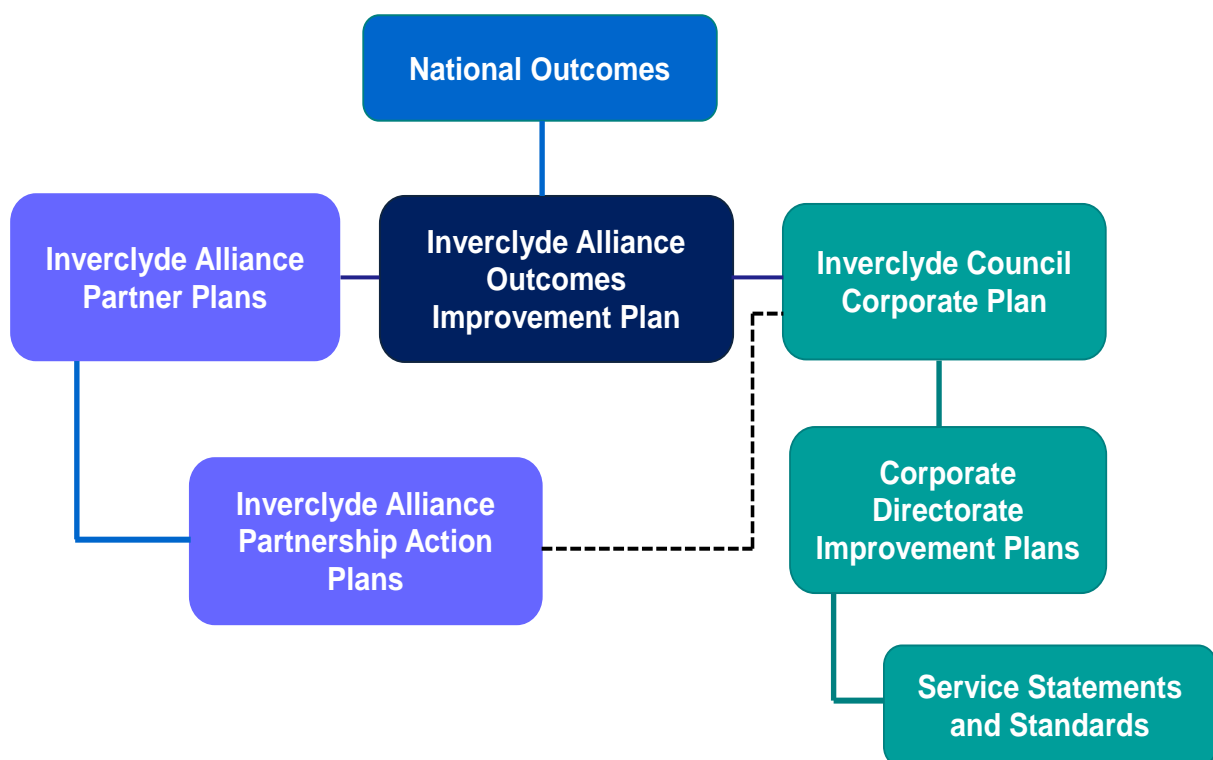 National Outcomes
Inverclyde Alliance
Partner Plans
Inverclyde Alliance
Outcomes
Improvement Plan
Inverclyde Council
Corporate Plan
Inverclyde Alliance
Partnership Action
Plans
Corporate
Directorate
Improvement Plans
Service Statements
and Standards